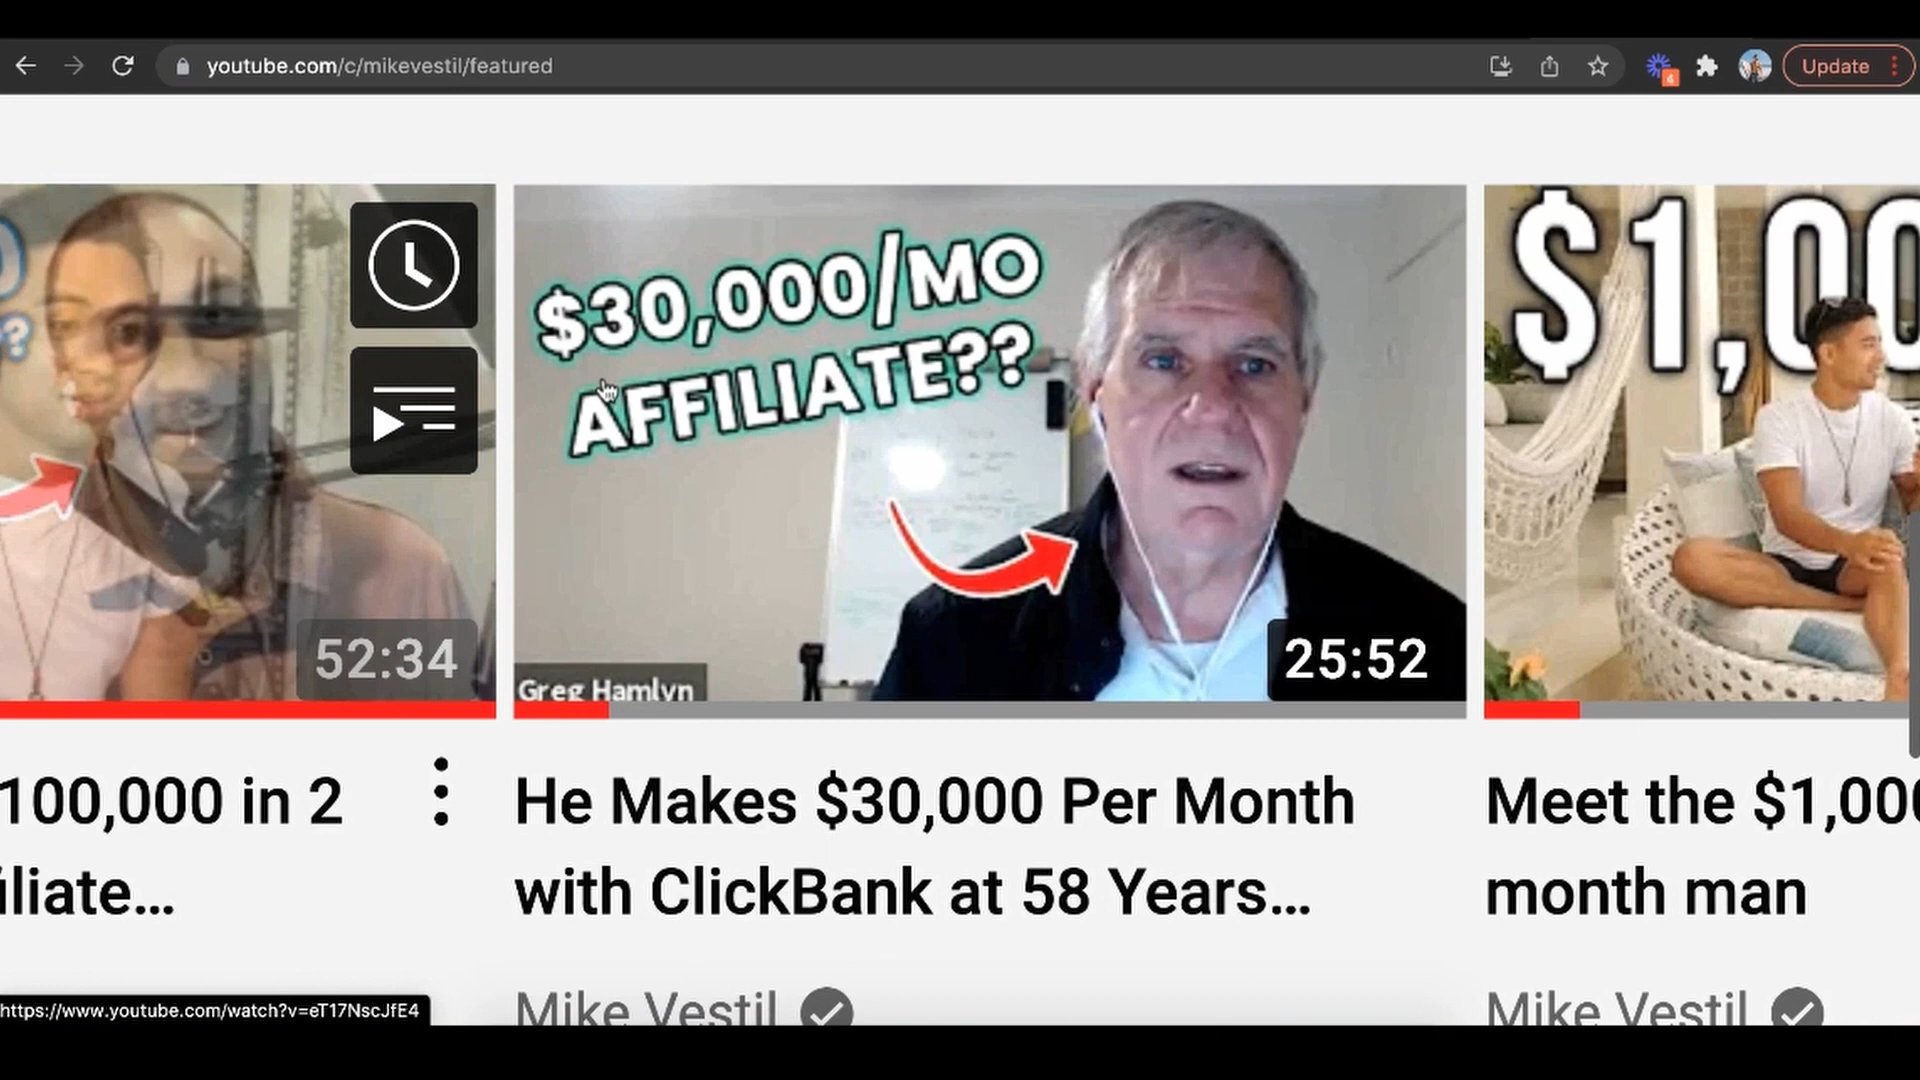 youtube.com/c/mikevestil/featured
4
Update
??
52:34
$30,000/MO
AFFILIATE??
Greg Hamlyn
25:52
$1,00
100,000 in 2
iliate...
He Makes $30,000 Per Month
with ClickBank at 58 Years...
Mike Vestil
Meet the $1,000
month man
Mike Vestil
https://www.youtube.com/watch?v=eT17NscJfE4